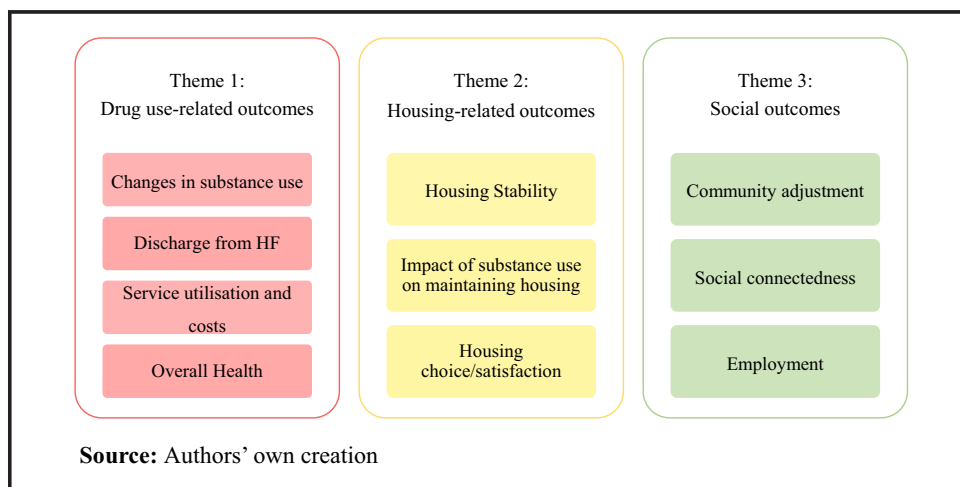 Theme 1:
Drug use-related outcomes
Changes in substance use
Discharge from HF
Service utilisation and
costs
Overall Health
Theme 2:
Housing-related outcomes
Housing Stability
Impact of substance use
on maintaining housing
Housing
choice/satisfaction
Theme 3:
Social outcomes
Community adjustment
Social connectedness
Employment
Source: Authors’ own creation